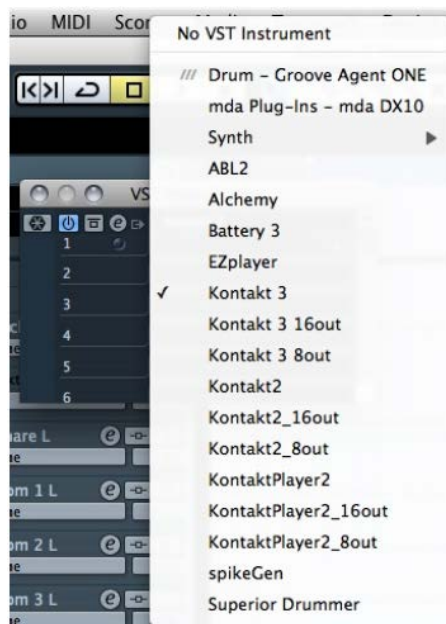 io MIDI Scor
No VST Instrument
/// Drum – Groove Agent ONE
mda Plug-Ins – mda DX10
Synth
ABL2
Alchemy
Battery 3
EZplayer
✓ Kontakt 3
Kontakt 3 16out
Kontakt 3 8out
Kontakt2
Kontakt2_16out
Kontakt2_8out
KontaktPlayer2
KontaktPlayer2_16out
KontaktPlayer2_8out
spikeGen
Superior Drummer
VS
e
1
2
3
4
5
6
uare L
e
om 1 L
e
om 2 L
e
om 3 L
e